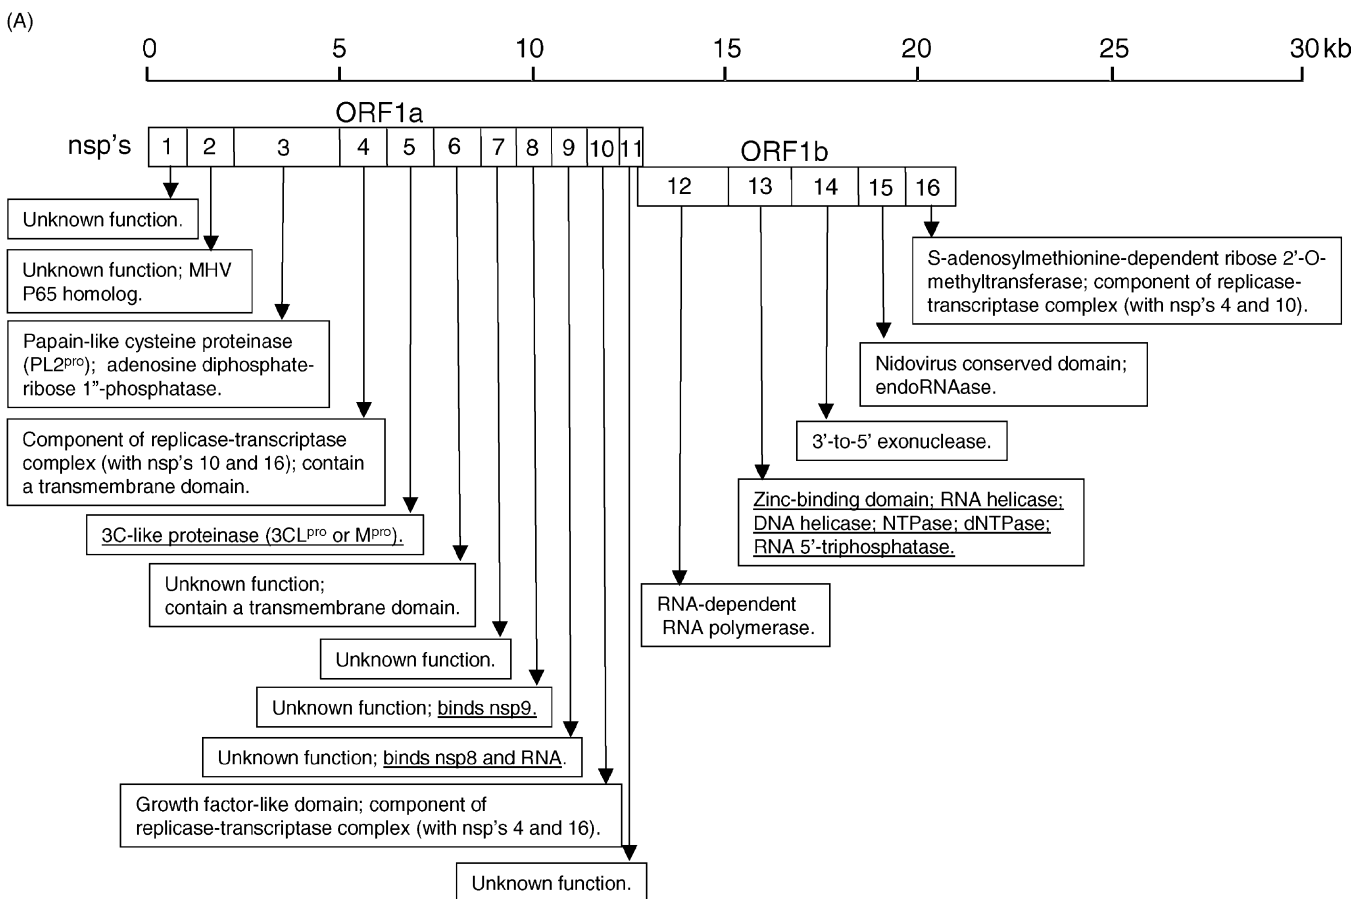 (A)
0 5 10 15 20 25 30 kb
ORF1a
nsp's 1 2 3 4 5 6 7 8 9 10 11
ORF1b
12 13 14 15 16
Unknown function.
Unknown function; MHV
P65 homolog.
Papain-like cysteine proteinase
(PL2pro); adenosine diphosphate-
ribose 1”-phosphatase.
Component of replicase-transcriptase
complex (with nsp's 10 and 16); contain
a transmembrane domain.
3C-like proteinase (3CLpro or Mpro).
Unknown function;
contain a transmembrane domain.
Unknown function.
Unknown function; binds nsp9.
Unknown function; binds nsp8 and RNA.
Growth factor-like domain; component of
replicase-transcriptase complex (with nsp's 4 and 16).
Unknown function.
RNA-dependent
RNA polymerase.
Zinc-binding domain; RNA helicase;
DNA helicase; NTPase; dNTPase;
RNA 5'-triphosphatase.
3'-to-5' exonuclease.
Nidovirus conserved domain;
endoRNAase.
S-adenosylmethionine-dependent ribose 2'-O-
methyltransferase; component of replicase-
transcriptase complex (with nsp's 4 and 10).